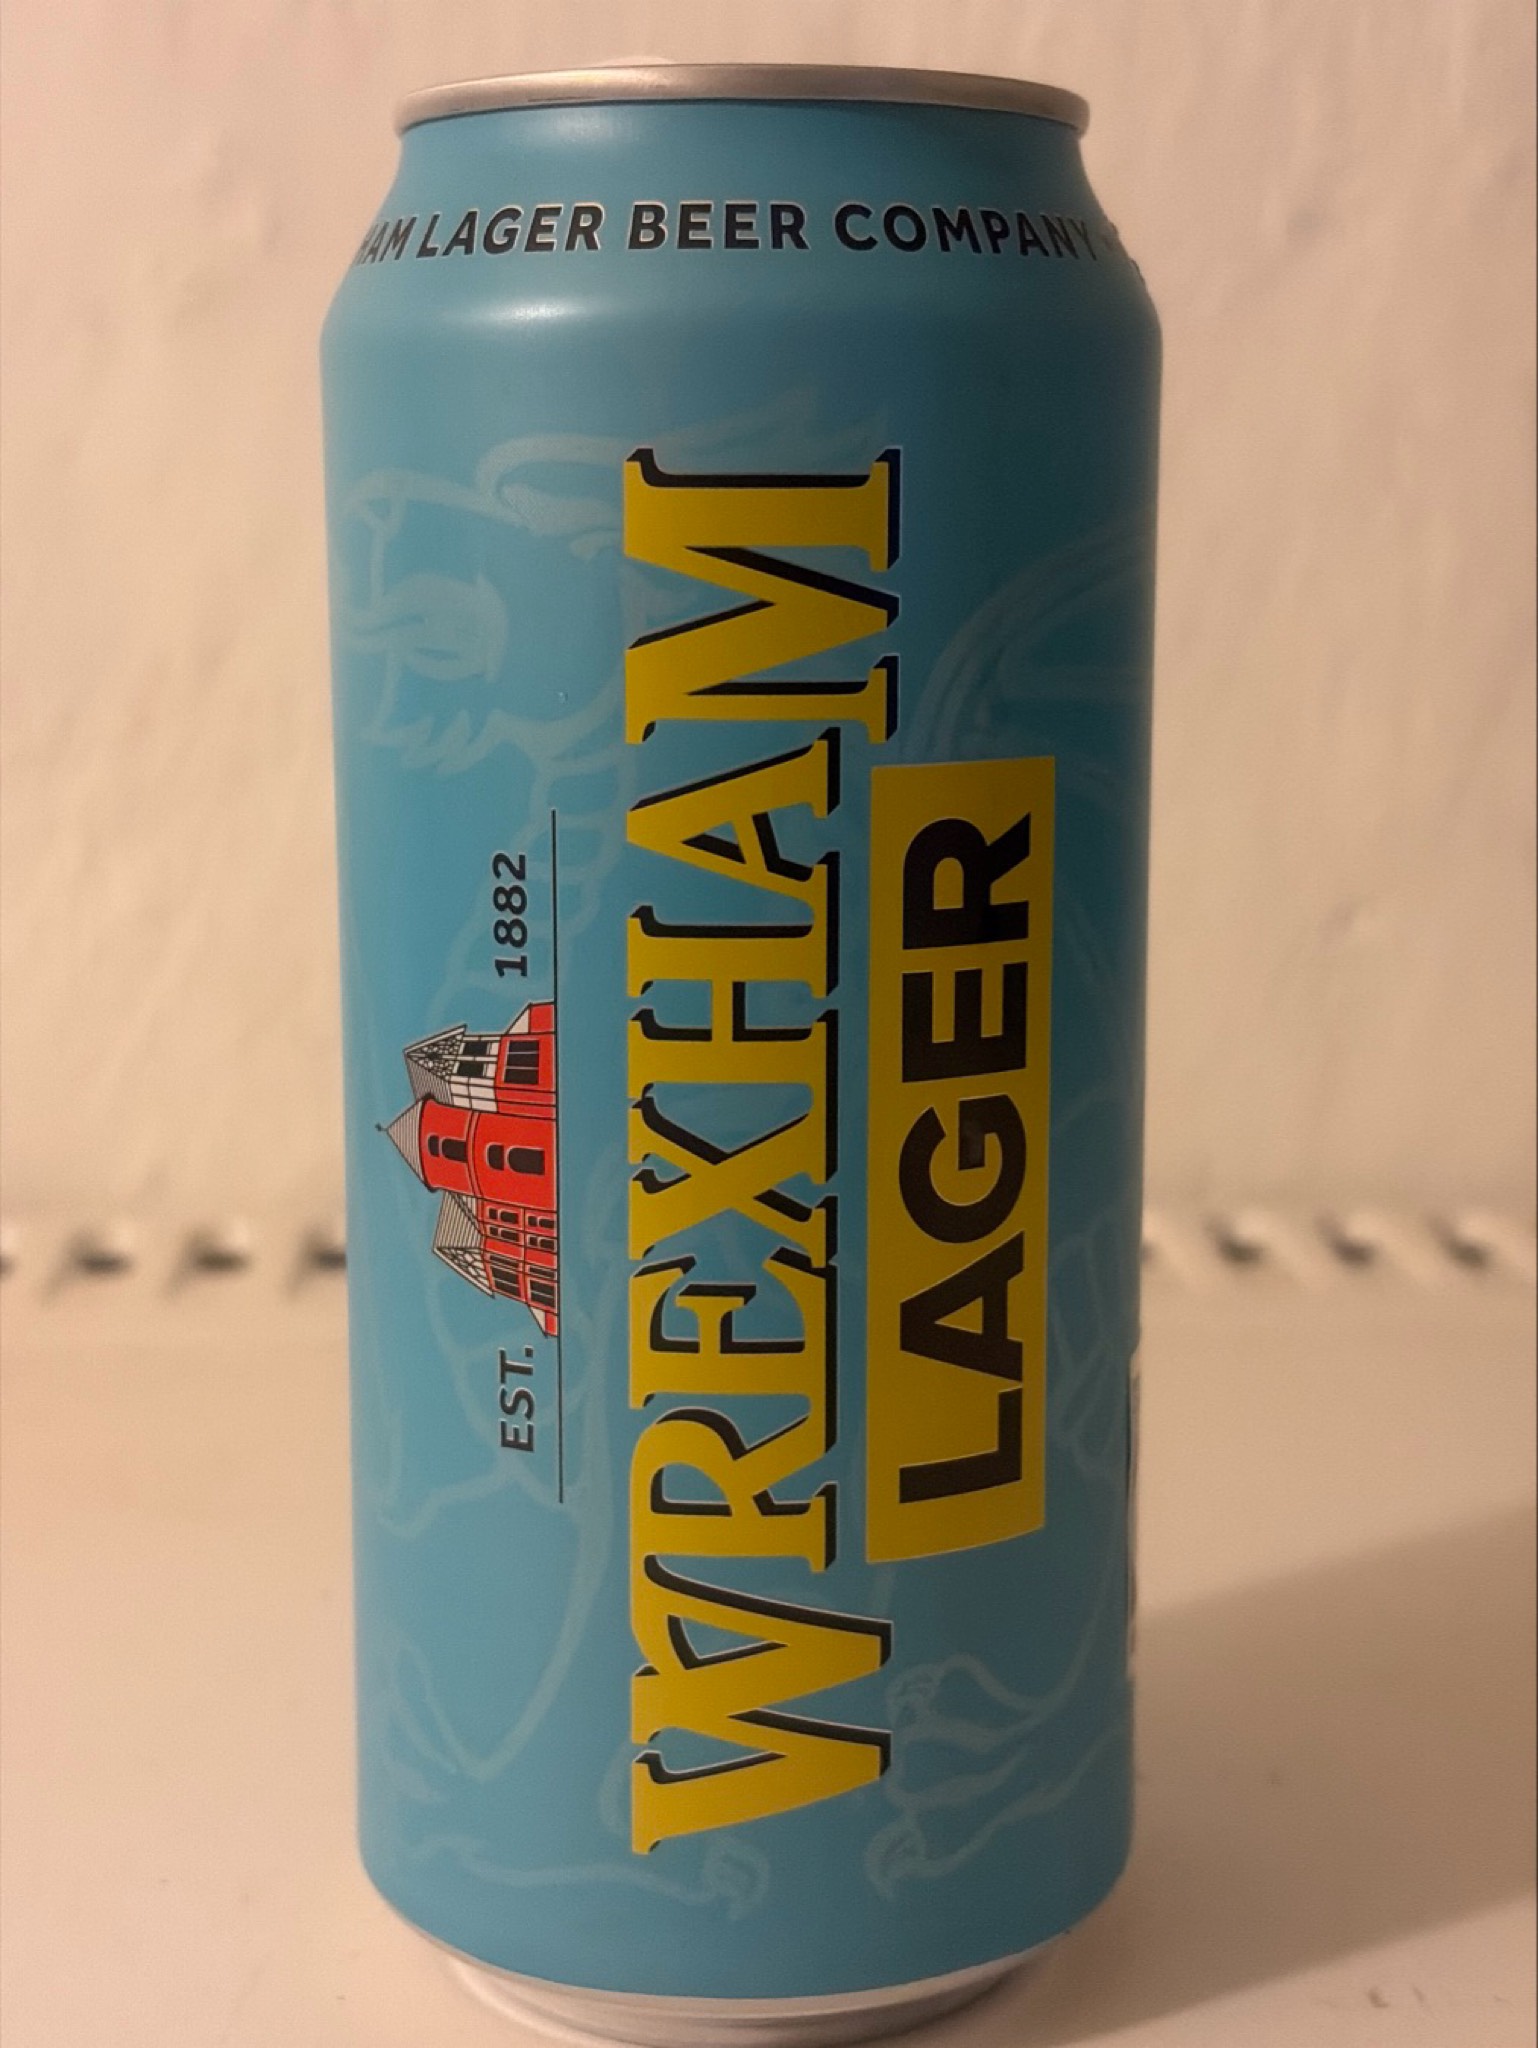 HAM LAGER BEER COMPANY
EST. 1882
WREXHAM
LAGER